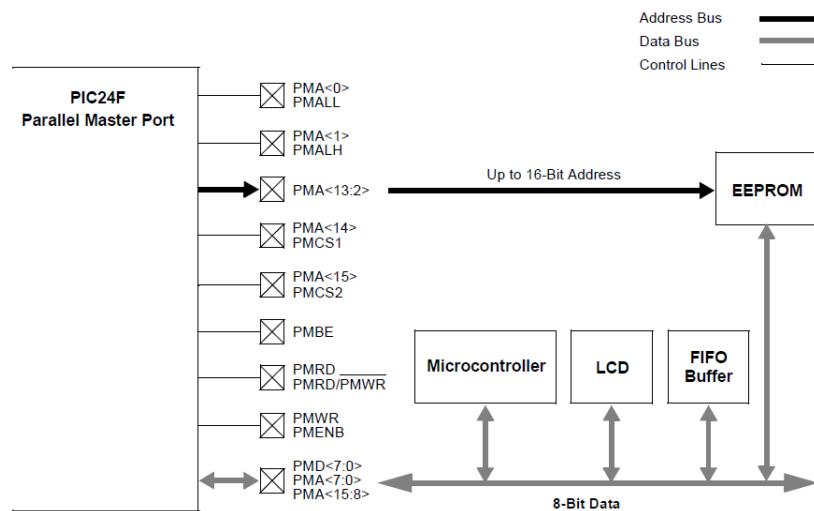 Address Bus
Data Bus
Control Lines
PIC24F
Parallel Master Port
PMA<0>
PMALL
PMA<1>
PMALH
PMA<13:2>
Up to 16-Bit Address
EEPROM
PMA<14>
PMCS1
PMA<15>
PMCS2
PMBE
PMRD
PMRD/PMWR
PMWR
PMENB
Microcontroller
LCD
FIFO
Buffer
PMD<7:0>
PMA<7:0>
PMA<15:8>
8-Bit Data